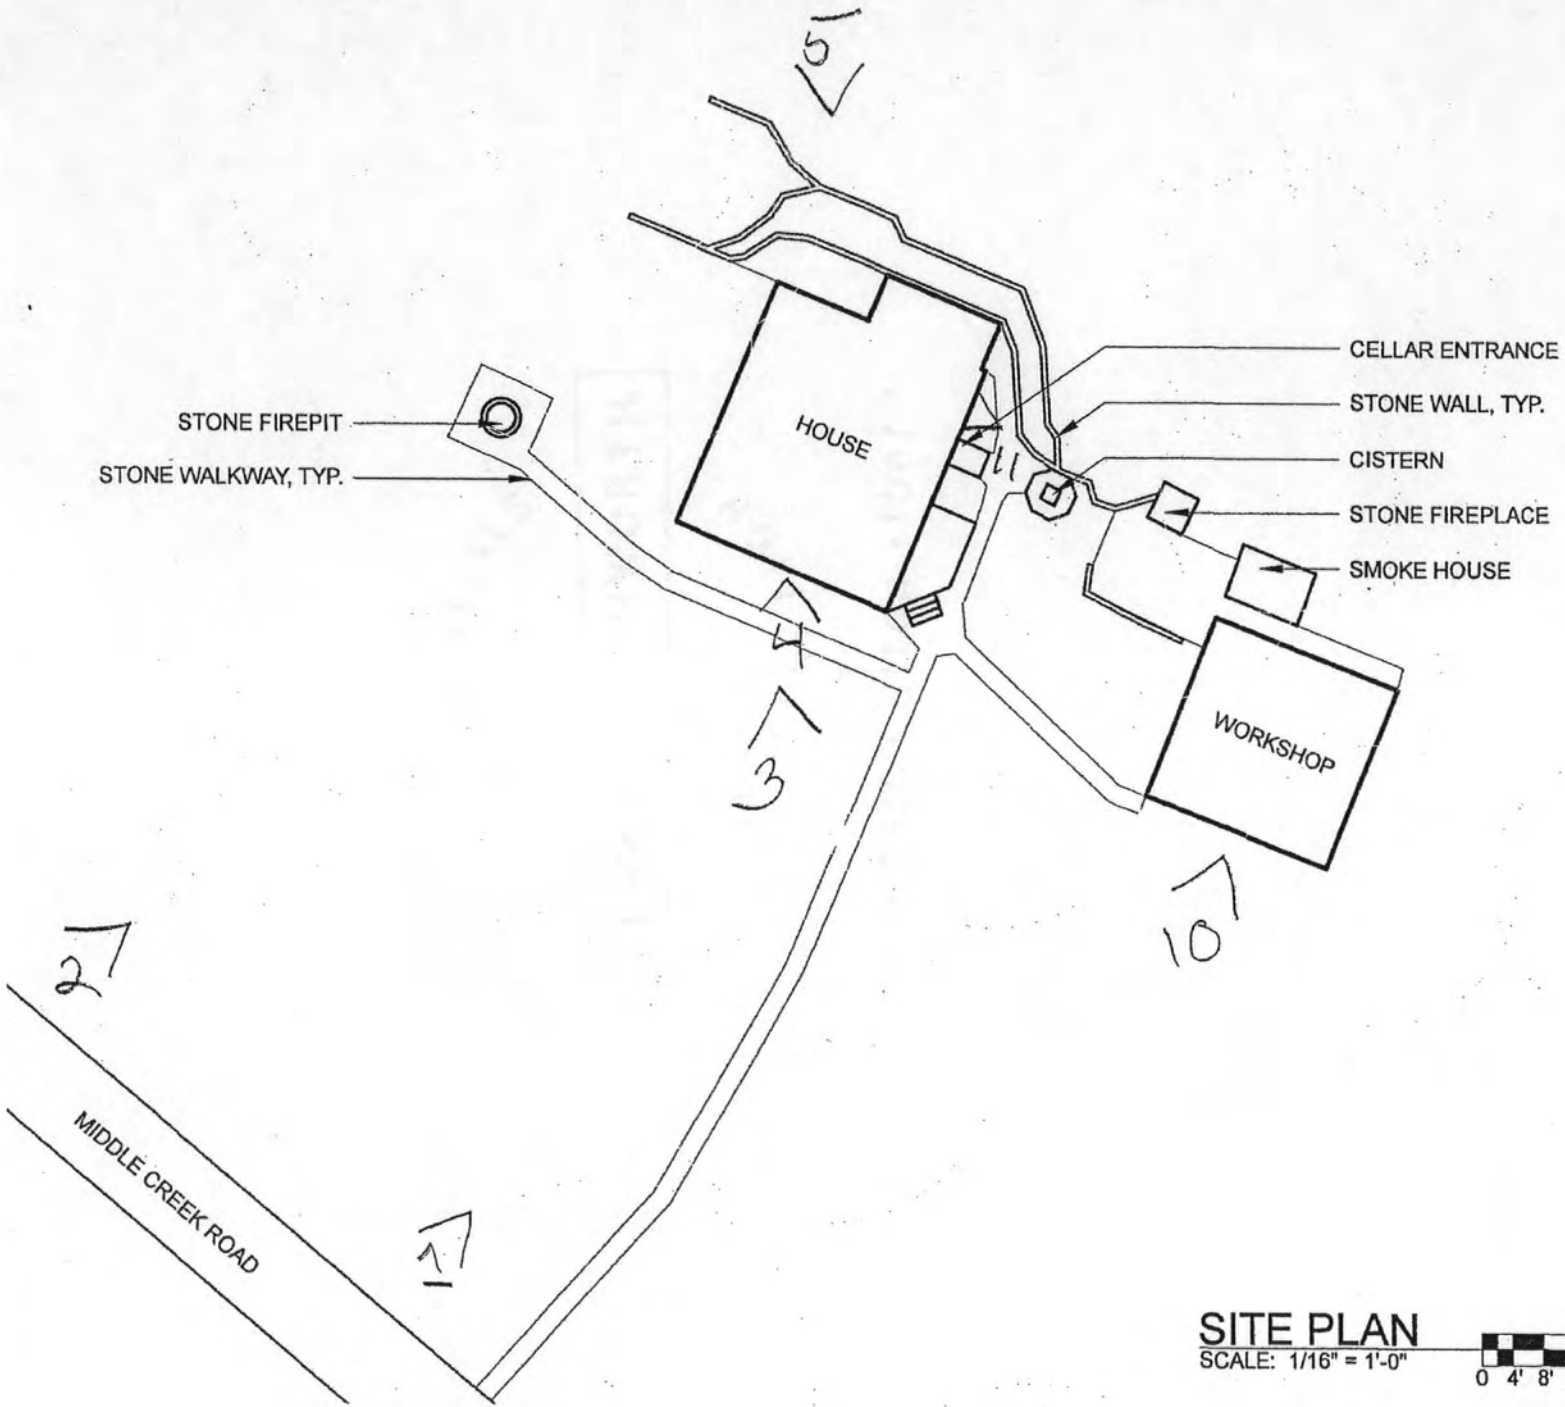 5
CELLAR ENTRANCE
STONE WALL, TYP.
STONE FIREPIT
HOUSE
CISTERN
STONE WALKWAY, TYP.
11
STONE FIREPLACE
SMOKE HOUSE
4
WORKSHOP
3
10
2
MIDDLE CREEK ROAD
1
SITE PLAN
SCALE: 1/16" = 1'-0"
0 4' 8'